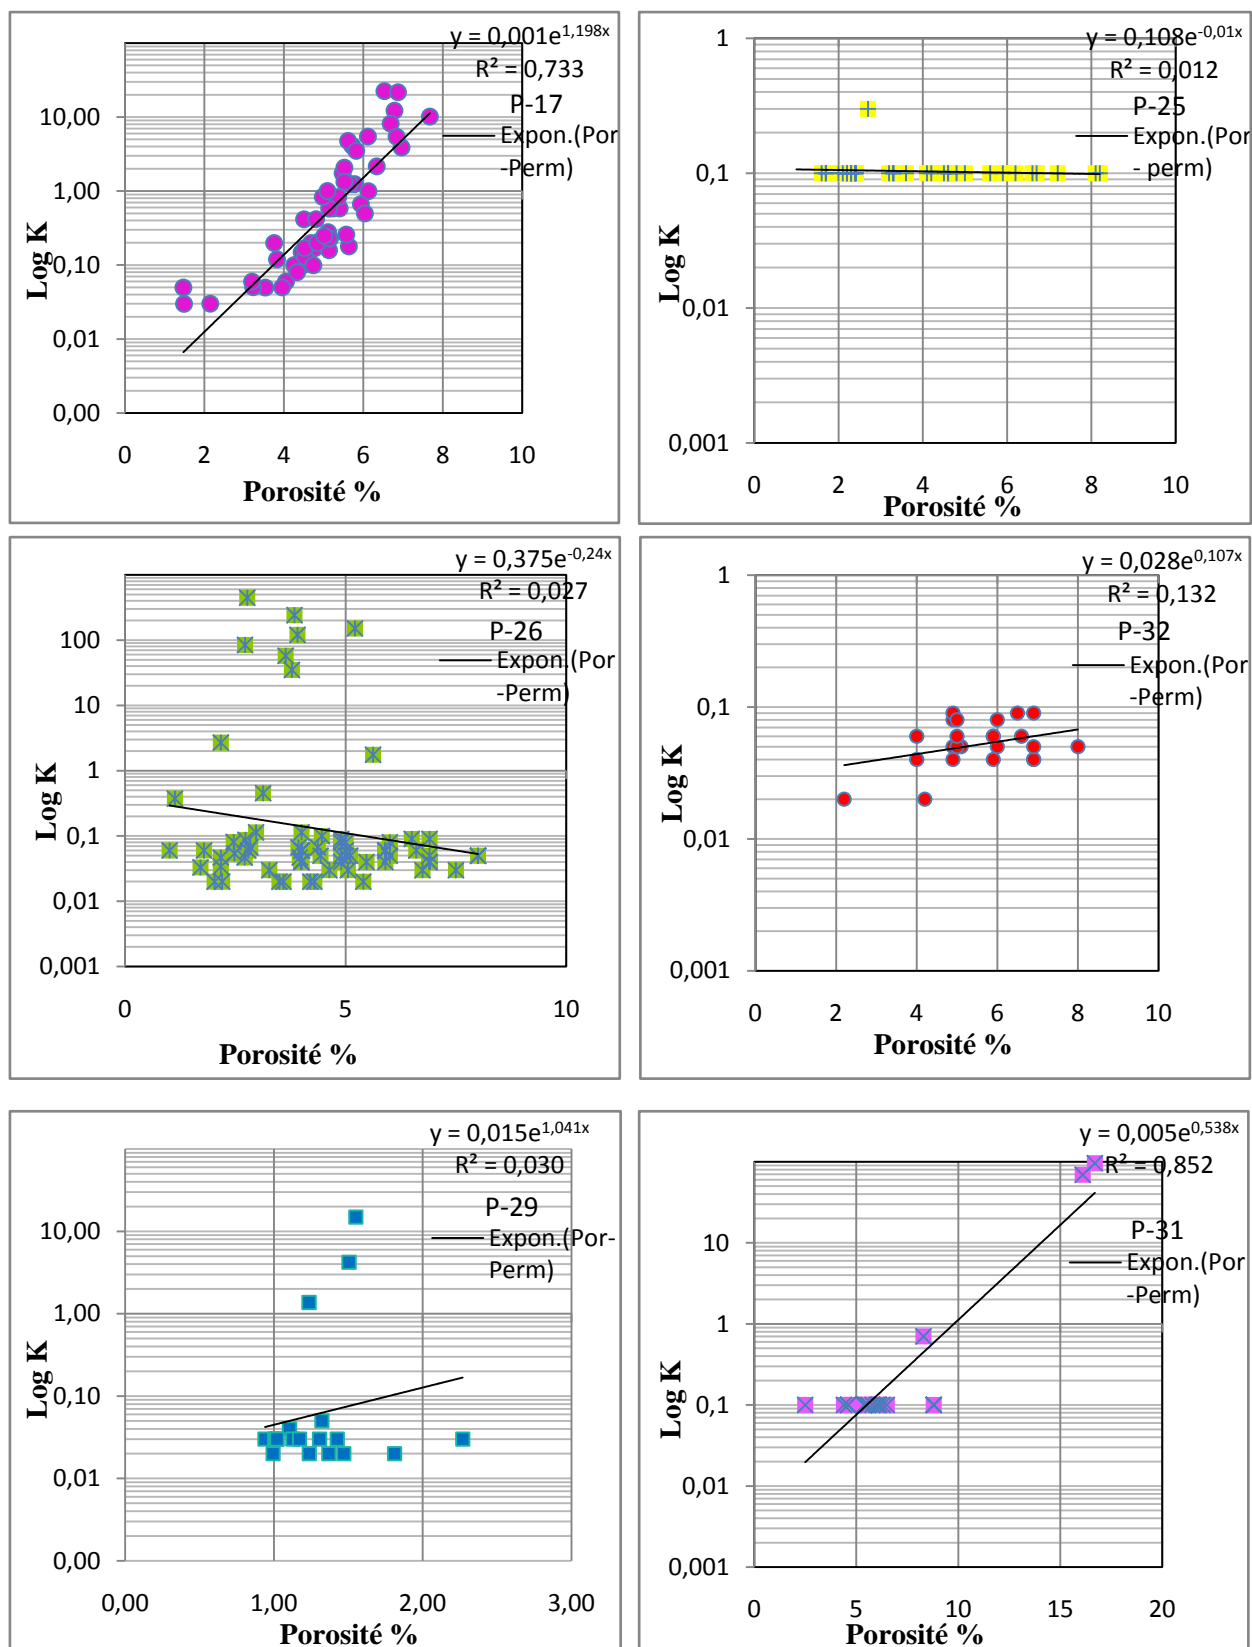 y = 0,001e1,198x
R² = 0,733
P-17
Expon.(Por
-Perm)
10,00
1,00
0,10
0,01
0,00
Log K
0 2 4 6 8 10
Porosité %
y = 0,108e-0,01x
R² = 0,012
P-25
Expon.(Por
- perm)
1
0,1
0,01
0,001
Log K
0 2 4 6 8 10
Porosité %
y = 0,375e-0,24x
R² = 0,027
P-26
Expon.(Por
-Perm)
100
10
1
0,1
0,01
0,001
Log K
0 5 10
Porosité %
y = 0,028e0,107x
R² = 0,132
P-32
Expon.(Por
-Perm)
1
0,1
0,01
0,001
Log K
0 2 4 6 8 10
Porosité %
y = 0,015e1,041x
R² = 0,030
P-29
Expon.(Por-
Perm)
10,00
1,00
0,10
0,01
0,00
Log K
0,00 1,00 2,00 3,00
Porosité %
y = 0,005e0,538x
R² = 0,852
P-31
Expon.(Por
-Perm)
10
1
0,1
0,01
0,001
Log K
0 5 10 15 20
Porosité %